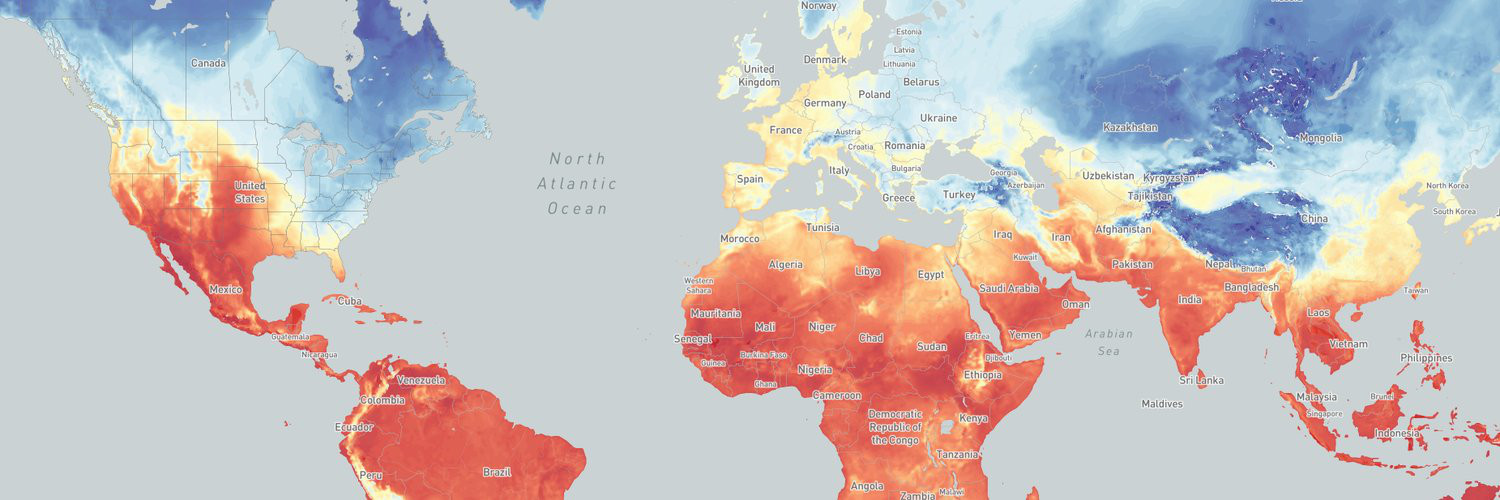 Norway
Estonia
Canada
Latvia
Denmark
Lithuania
United
Kingdom
Belarus
Poland
Germany
Ukraine
Kazakhstan
France
Austria
Mongolia
Croatia
Romania
North
Atlantic
Ocean
Italy
Bulgaria
Georgia
Spain
Uzbekistan
Kyrgyzstan
Azerbaijan
United
States
North Korea
Greece
Turkey
Tajikistan
South Korea
China
Tunisia
Afghanistan
Morocco
Iraq
Iran
Kuwait
Algeria
Libya
Egypt
Pakistan
Nepal
Bhutan
Western
Sahara
Saudi Arabia
Bangladesh
Mexico
Taiwan
Cuba
Oman
India
Mauritania
Laos
Mali
Niger
Guatemala
Senegal
Chad
Sudan
Eritrea
Yemen
Arabian
Sea
Vietnam
Nicaragua
Burkina Faso
Djibouti
Philippines
Guinea
Nigeria
Ethiopia
Venezuela
Ghana
Sri Lanka
Colombia
Cameroon
Malaysia
Brunei
Maldives
Singapore
Ecuador
Democratic
Republic of
the Congo
Kenya
Indonesia
Tanzania
Peru
Brazil
Angola
Zambia
Malawi